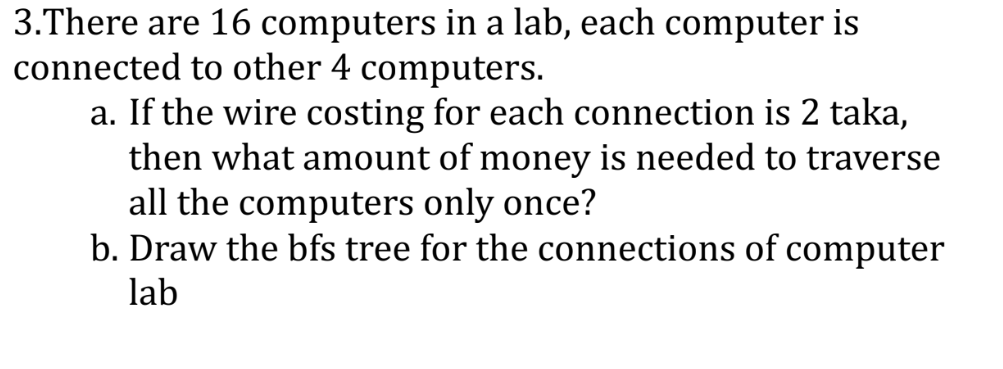 3.There are 16 computers in a lab, each computer is
connected to other 4 computers.
a. If the wire costing for each connection is 2 taka,
then what amount of money is needed to traverse
all the computers only once?
b. Draw the bfs tree for the connections of computer
lab